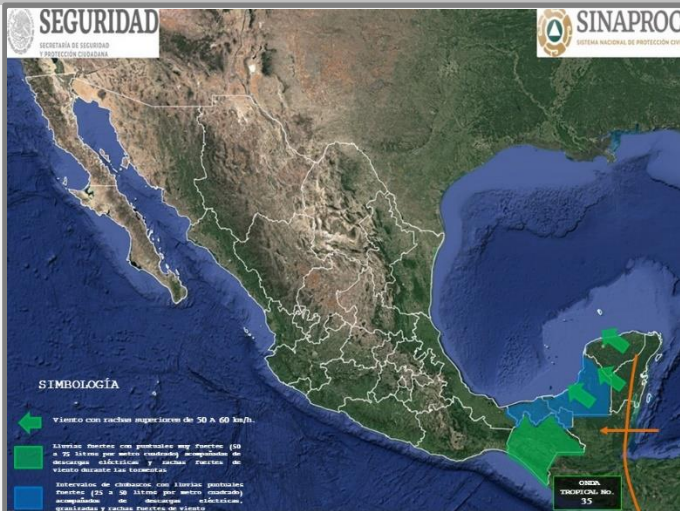 SEGURIDAD
SECRETARÍA DE SEGURIDAD
Y PROTECCIÓN CIUDADANA
SINAPROC
SISTEMA NACIONAL DE PROTECCIÓN CIVI
SIMBOLOGÍA
Viento con rachas superiores de 50 A 60 km/h.
Lluvias fuertes con puntuales muy fuertes (50
a 75 litros por metro cuadrado) acompañadas de
descargas eléctricas y rachas fuertes de
viento durante las tormentas
Intervalos de chubascos con lluvias puntuales
fuertes (25 a 50 litros por metro cuadrado)
acompañados de descargas eléctricas,
granizadas y rachas fuertes de viento
ONDA
TROPICAL NO.
35